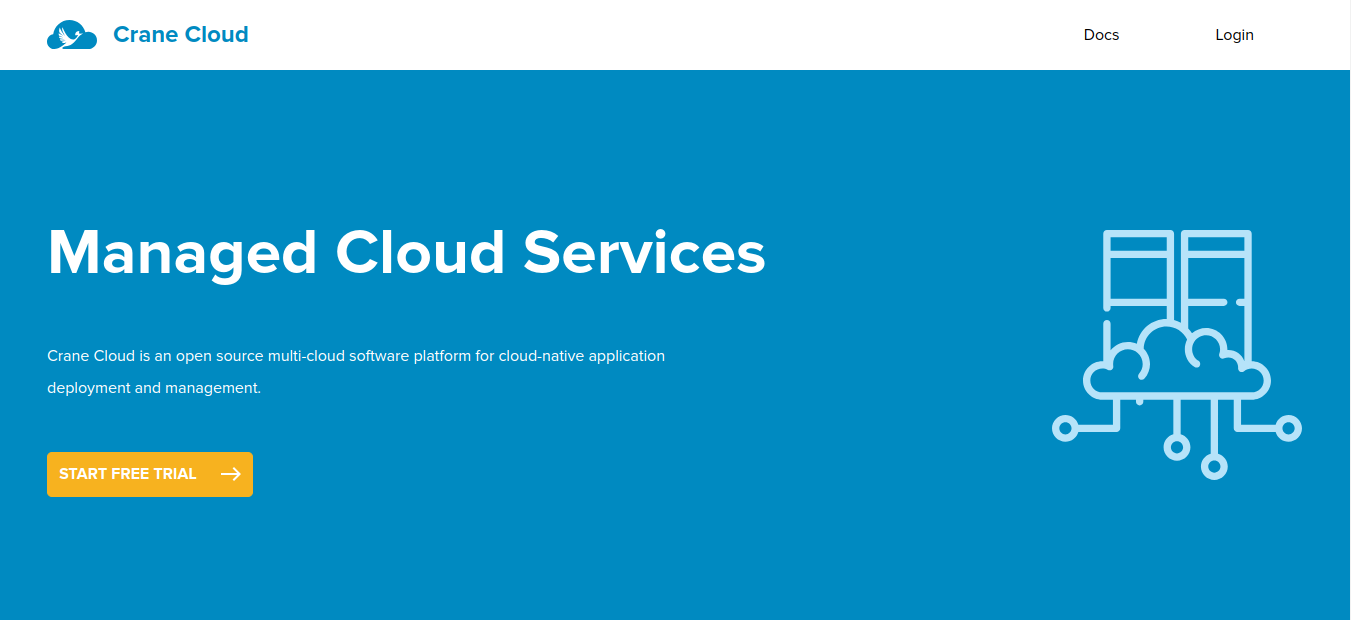 Crane Cloud
Docs
Login
Managed Cloud Services
Crane Cloud is an open source multi-cloud software platform for cloud-native application
deployment and management.
START FREE TRIAL